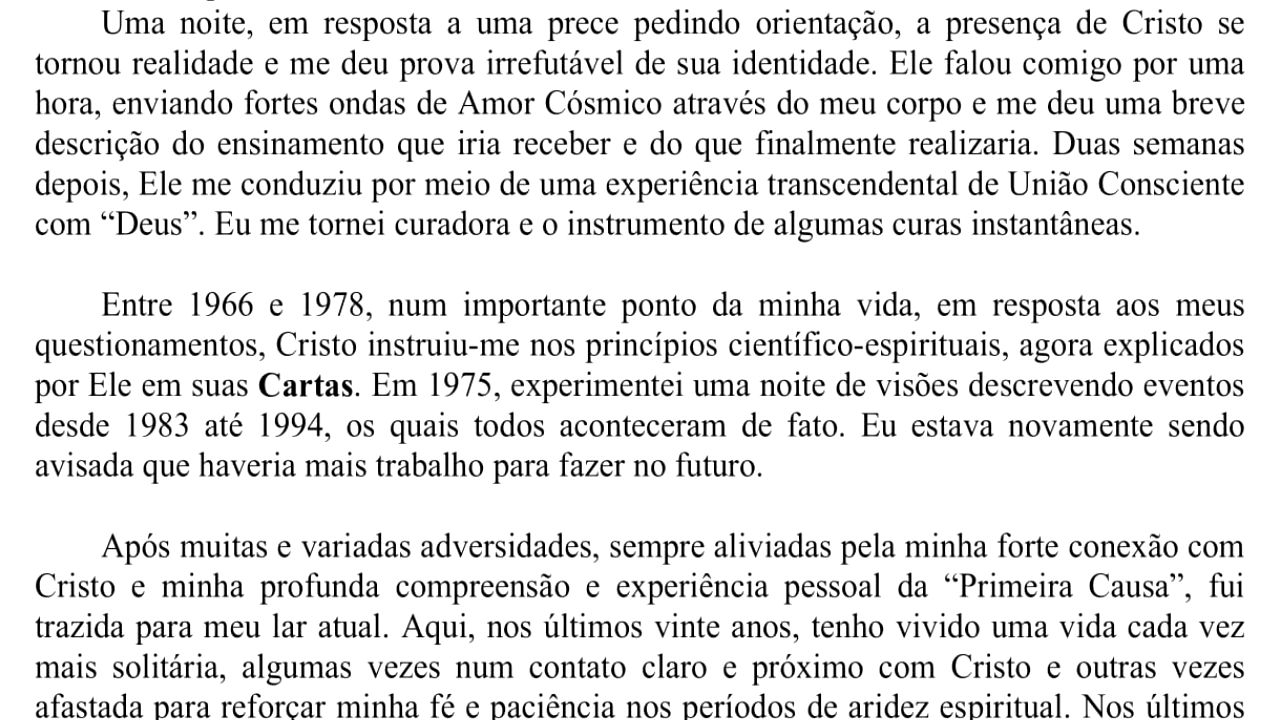 Uma noite, em resposta a uma prece pedindo orientação, a presença de Cristo se
tornou realidade e me deu prova irrefutável de sua identidade. Ele falou comigo por uma
hora, enviando fortes ondas de Amor Cósmico através do meu corpo e me deu uma breve
descrição do ensinamento que iria receber e do que finalmente realizaria. Duas semanas
depois, Ele me conduziu por meio de uma experiência transcendental de União Consciente
com “Deus”. Eu me tornei curadora e o instrumento de algumas curas instantâneas.
Entre 1966 e 1978, num importante ponto da minha vida, em resposta aos meus
questionamentos, Cristo instruiu-me nos princípios científico-espirituais, agora explicados
por Ele em suas Cartas. Em 1975, experimentei uma noite de visões descrevendo eventos
desde 1983 até 1994, os quais todos aconteceram de fato. Eu estava novamente sendo
avisada que haveria mais trabalho para fazer no futuro.
Após muitas e variadas adversidades, sempre aliviadas pela minha forte conexão com
Cristo e minha profunda compreensão e experiência pessoal da “Primeira Causa”, fui
trazida para meu lar atual. Aqui, nos últimos vinte anos, tenho vivido uma vida cada vez
mais solitária, algumas vezes num contato claro e próximo com Cristo e outras vezes
afastada para reforçar minha fé e paciência nos períodos de aridez espiritual. Nos últimos